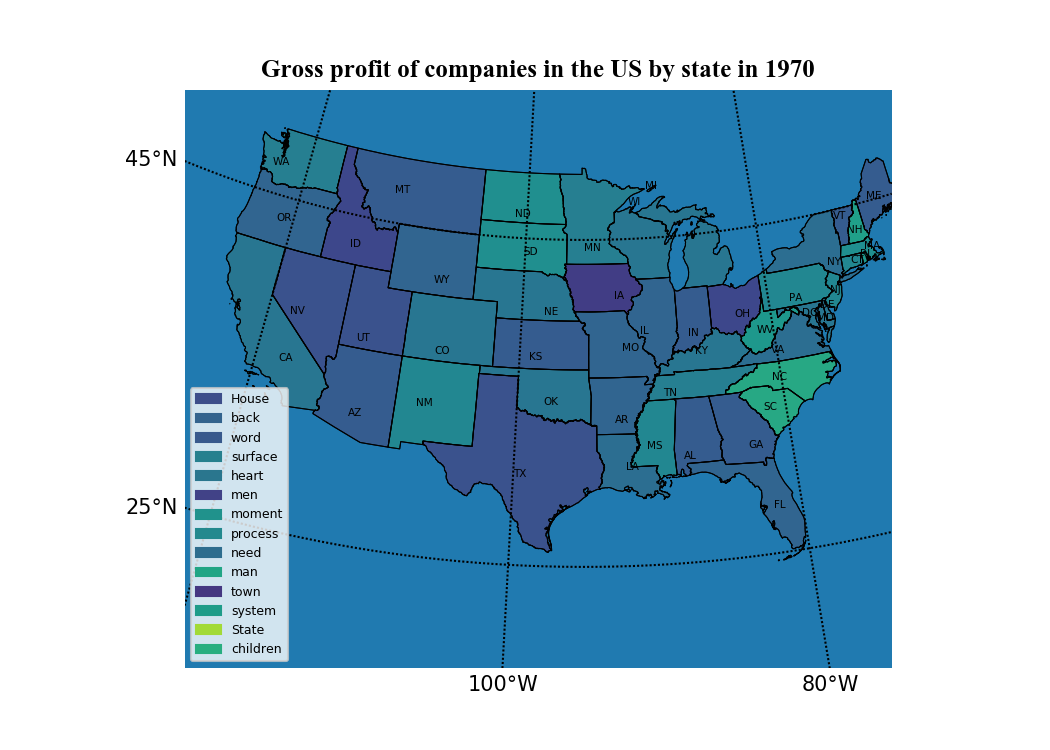 Gross profit of companies in the US by state in 1970
45°N
25°N
100°W
80°W
WA
OR
CA
NV
ID
MT
WY
UT
AZ
CO
NM
ND
SD
NE
KS
OK
TX
MN
IA
MO
AR
LA
WI
MI
IL
IN
OH
KY
TN
MS
AL
GA
FL
SC
NC
WV
VA
PA
NY
VT
NH
ME
MA
CT
NJ
DC
MD
House
back
word
surface
heart
men
moment
process
need
man
town
system
State
children